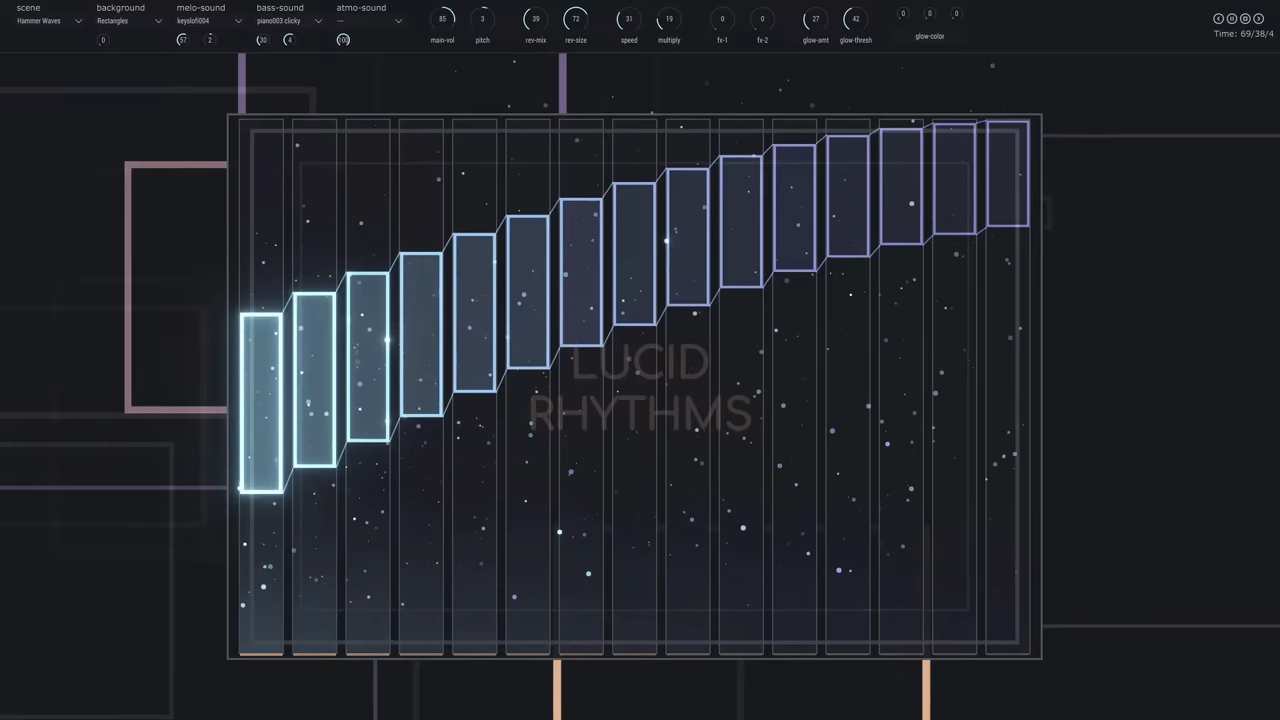 scene background melo-sound bass-sound atmo-sound
Hammer Waves Rectangles keyslofi004 piano003 clicky ---
0 57 2 30 4 100
85 3 39 72 31 19 0 0 27 42 0 0 0
main-vol pitch rev-mix rev-size speed multiply fx-1 fx-2 glow-amt glow-thresh glow-color
Time: 69/38/4
LUCID
RHYTHMS